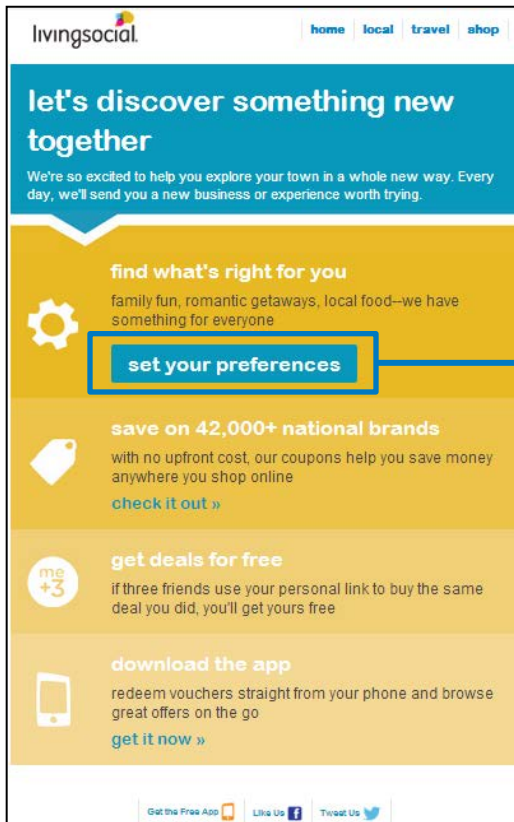 livingsocial.
home local travel shop
let's discover something new
together
We're so excited to help you explore your town in a whole new way. Every
day, we'll send you a new business or experience worth trying.
find what's right for you
family fun, romantic getaways, local food--we have
something for everyone
set your preferences
save on 42,000+ national brands
with no upfront cost, our coupons help you save money
anywhere you shop online
check it out »
get deals for free
me
+3
if three friends use your personal link to buy the same
deal you did, you'll get yours free
download the app
redeem vouchers straight from your phone and browse
great offers on the go
get it now »
Get the Free App Like Us Tweet Us